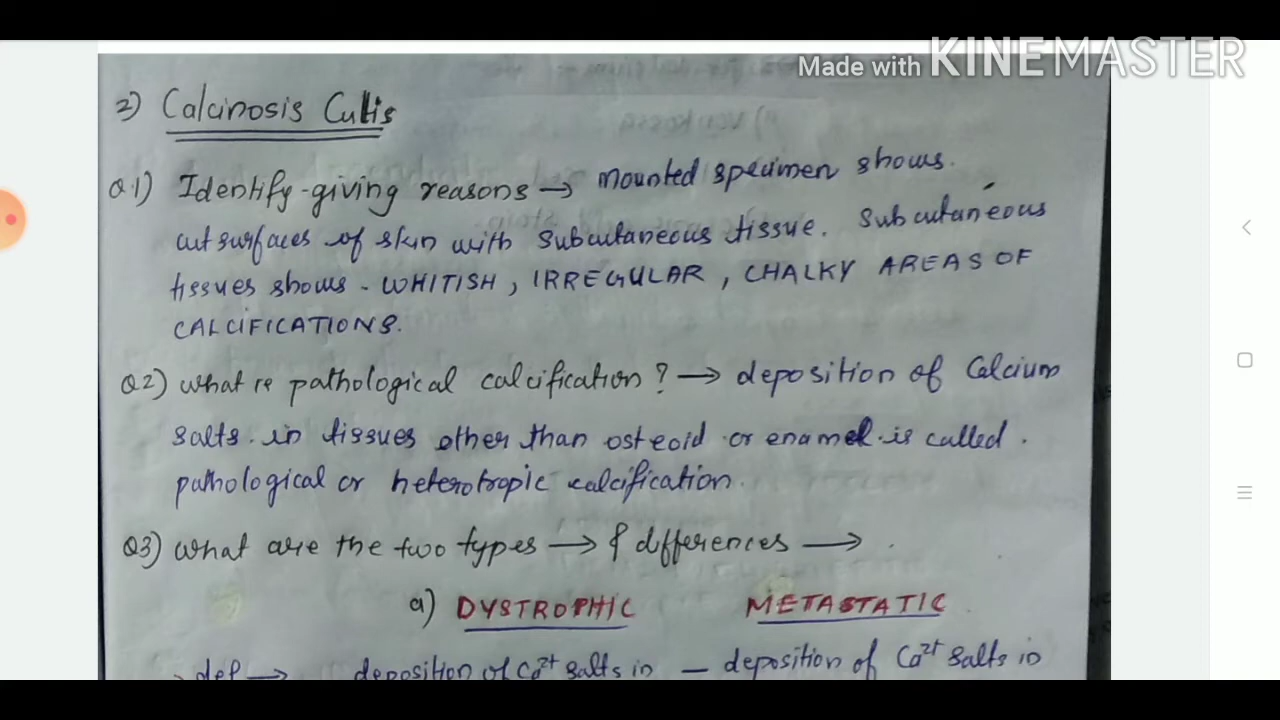 Made with KINEMASTER
2) Calcinosis Cutis
Q1) Identify-giving reasons → mounted specimen shows.
cut surfaces of skin with subcutaneous tissue. Subcutaneous
tissues shows - WHITISH, IRREGULAR, CHALKY AREAS OF
CALCIFICATIONS.
Q2) what is pathological calcification? → deposition of Calcium
salts in tissues other than osteoid or enamel is called.
pathological or heterotropic calcification.
Q3) What are the two types → & differences → .
a) DYSTROPHIC METASTATIC
def → deposition of Ca²⁺ salts in – deposition of Ca²⁺ salts in